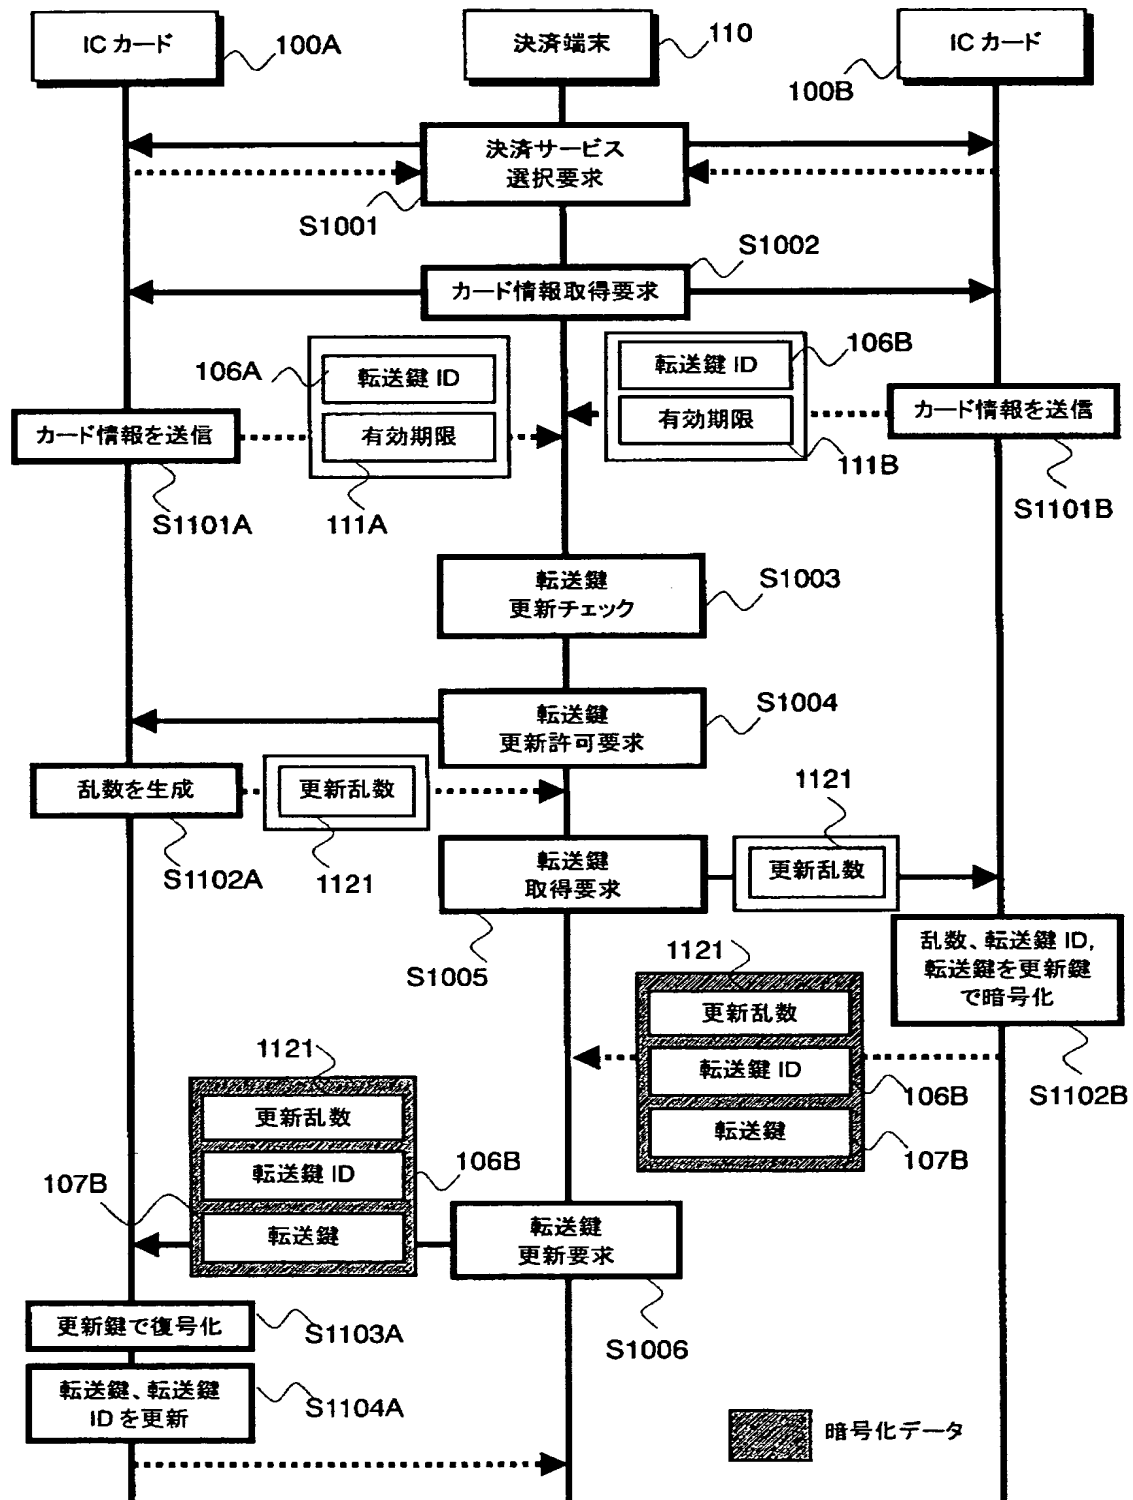 ICカード
100A
決済端末
110
ICカード
100B
決済サービス
選択要求
S1001
S1002
カード情報取得要求
106A
転送鍵 ID
有効期限
111A
転送鍵 ID
106B
有効期限
111B
カード情報を送信
S1101A
カード情報を送信
S1101B
転送鍵
更新チェック
S1003
転送鍵
更新許可要求
S1004
乱数を生成
S1102A
更新乱数
1121
転送鍵
取得要求
S1005
1121
更新乱数
乱数、転送鍵 ID,
転送鍵を更新鍵
で暗号化
S1102B
1121
更新乱数
転送鍵 ID
106B
転送鍵
107B
1121
更新乱数
転送鍵 ID
106B
107B
転送鍵
転送鍵
更新要求
S1006
更新鍵で復号化
S1103A
転送鍵、転送鍵
IDを更新
S1104A
暗号化データ